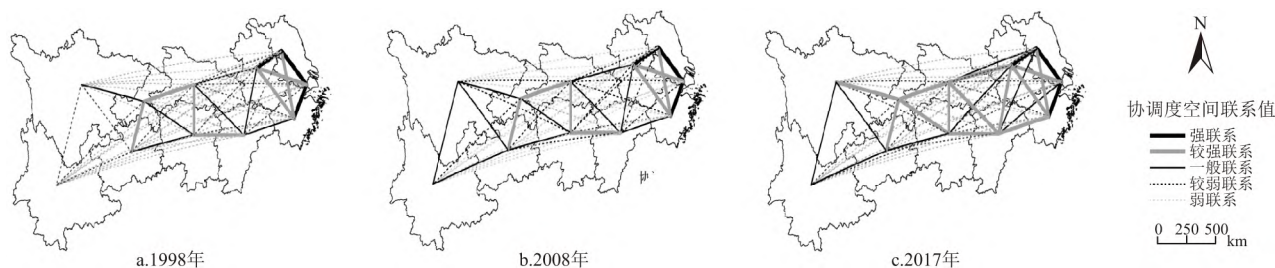 N
协调度空间联系值
强联系
较强联系
一般联系
较弱联系
弱联系
0 250 500
km
a.1998年
b.2008年
c.2017年